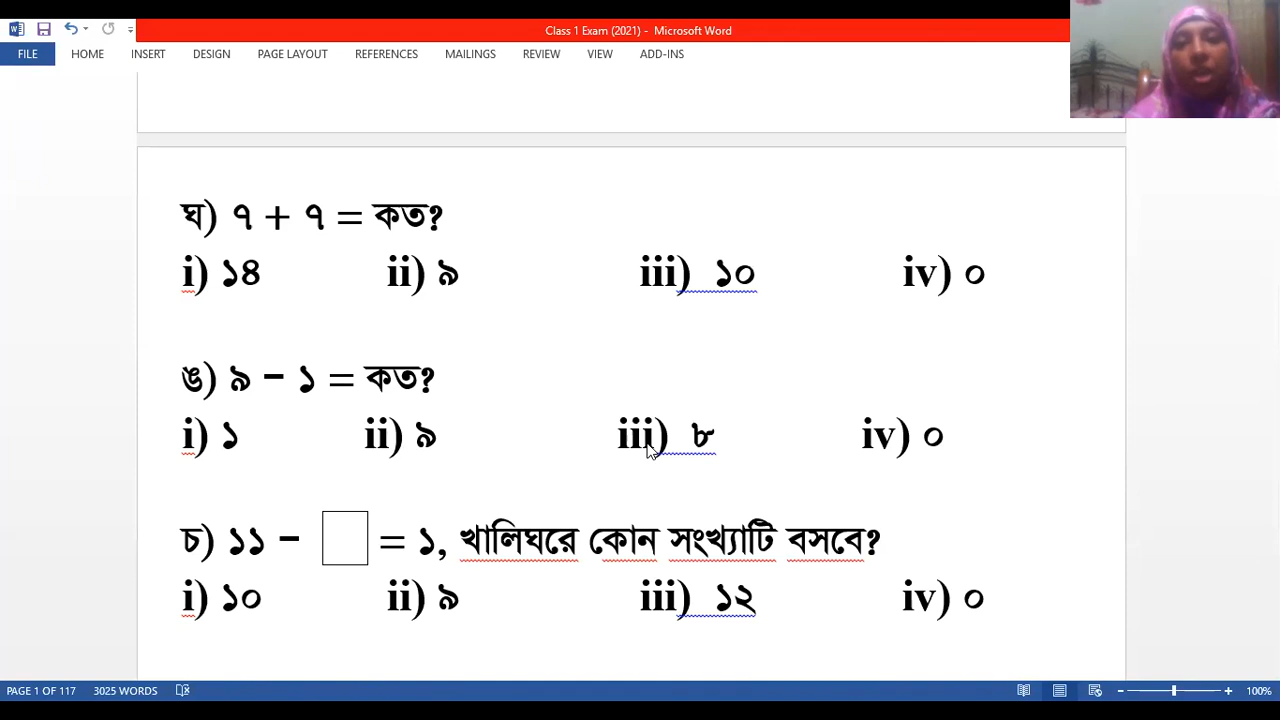 Class 1 Exam (2021) - Microsoft Word
FILE HOME INSERT DESIGN PAGE LAYOUT REFERENCES MAILINGS REVIEW VIEW ADD-INS
ঘ) ৭ + ৭ = কত?
i) ১৪ ii) ৯ iii) ১০ iv) ০
ঙ) ৯ - ১ = কত?
i) ১ ii) ৯ iii) ৮ iv) ০
চ) ১১ - = ১, খালিঘরে কোন সংখ্যাটি বসবে?
i) ১০ ii) ৯ iii) ১২ iv) ০
PAGE 1 OF 117 3025 WORDS 100%